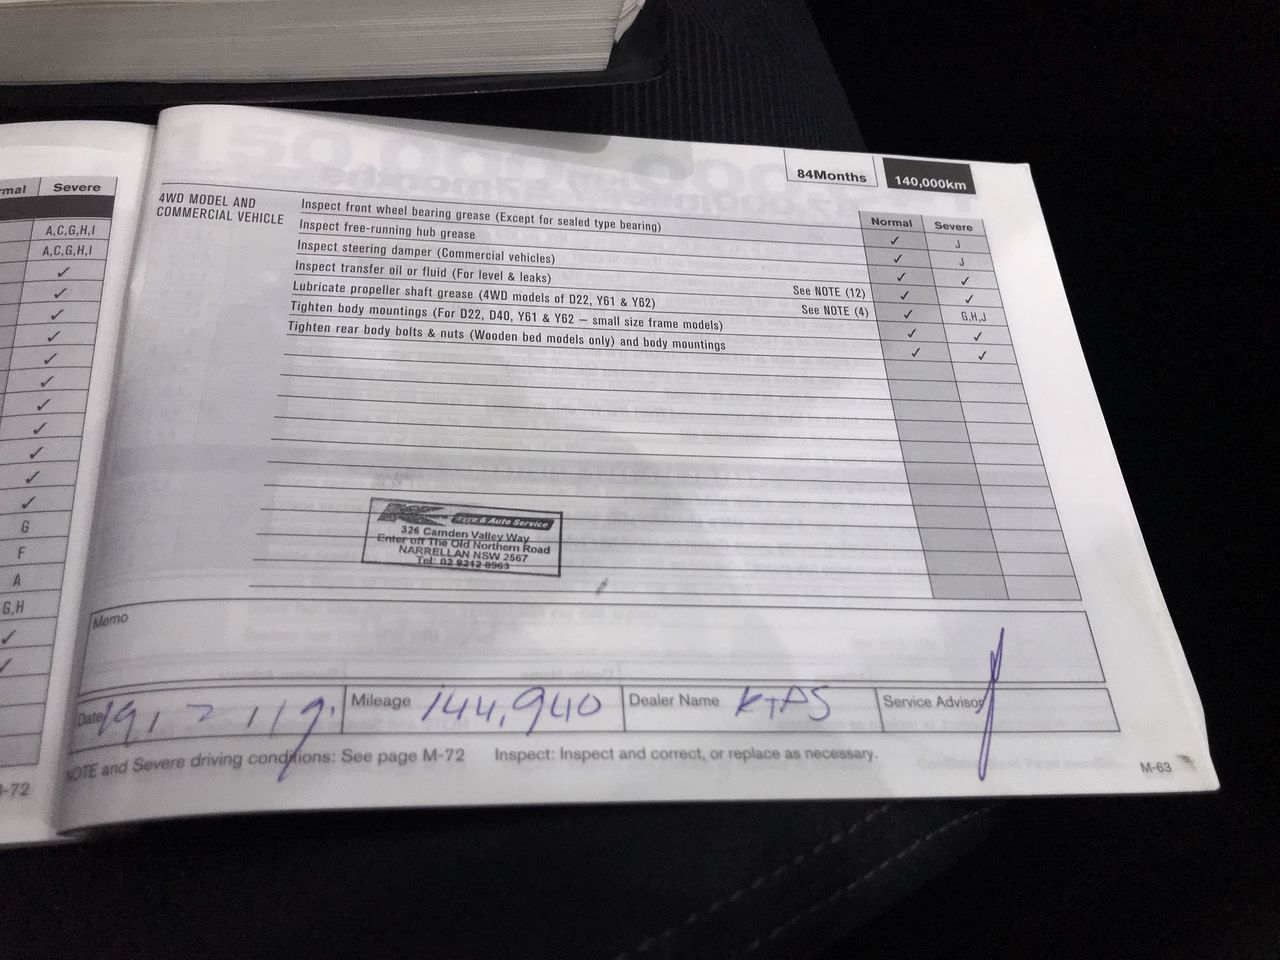 mal Severe
A,C,G,H,I
A,C,G,H,I
✓
✓
✓
✓
✓
✓
✓
✓
✓
✓
✓
G
F
A
G,H
✓
✓
-72
84Months 140,000km
4WD MODEL AND
COMMERCIAL VEHICLE
Normal Severe
Inspect front wheel bearing grease (Except for sealed type bearing) ✓ J
Inspect free-running hub grease ✓ J
Inspect steering damper (Commercial vehicles) ✓ ✓
Inspect transfer oil or fluid (For level & leaks) See NOTE (12) ✓ ✓
Lubricate propeller shaft grease (4WD models of D22, Y61 & Y62) See NOTE (4) ✓ G,H,J
Tighten body mountings (For D22, D40, Y61 & Y62 – small size frame models) ✓ ✓
Tighten rear body bolts & nuts (Wooden bed models only) and body mountings ✓ ✓
Tyre & Auto Service
326 Camden Valley Way
Enter off The Old Northern Road
NARRELLAN NSW 2567
Tel: 02 9212 0963
Memo
Date Mileage 144,940 Dealer Name KTAS Service Advisor
NOTE and Severe driving conditions: See page M-72 Inspect: Inspect and correct, or replace as necessary.
M-63